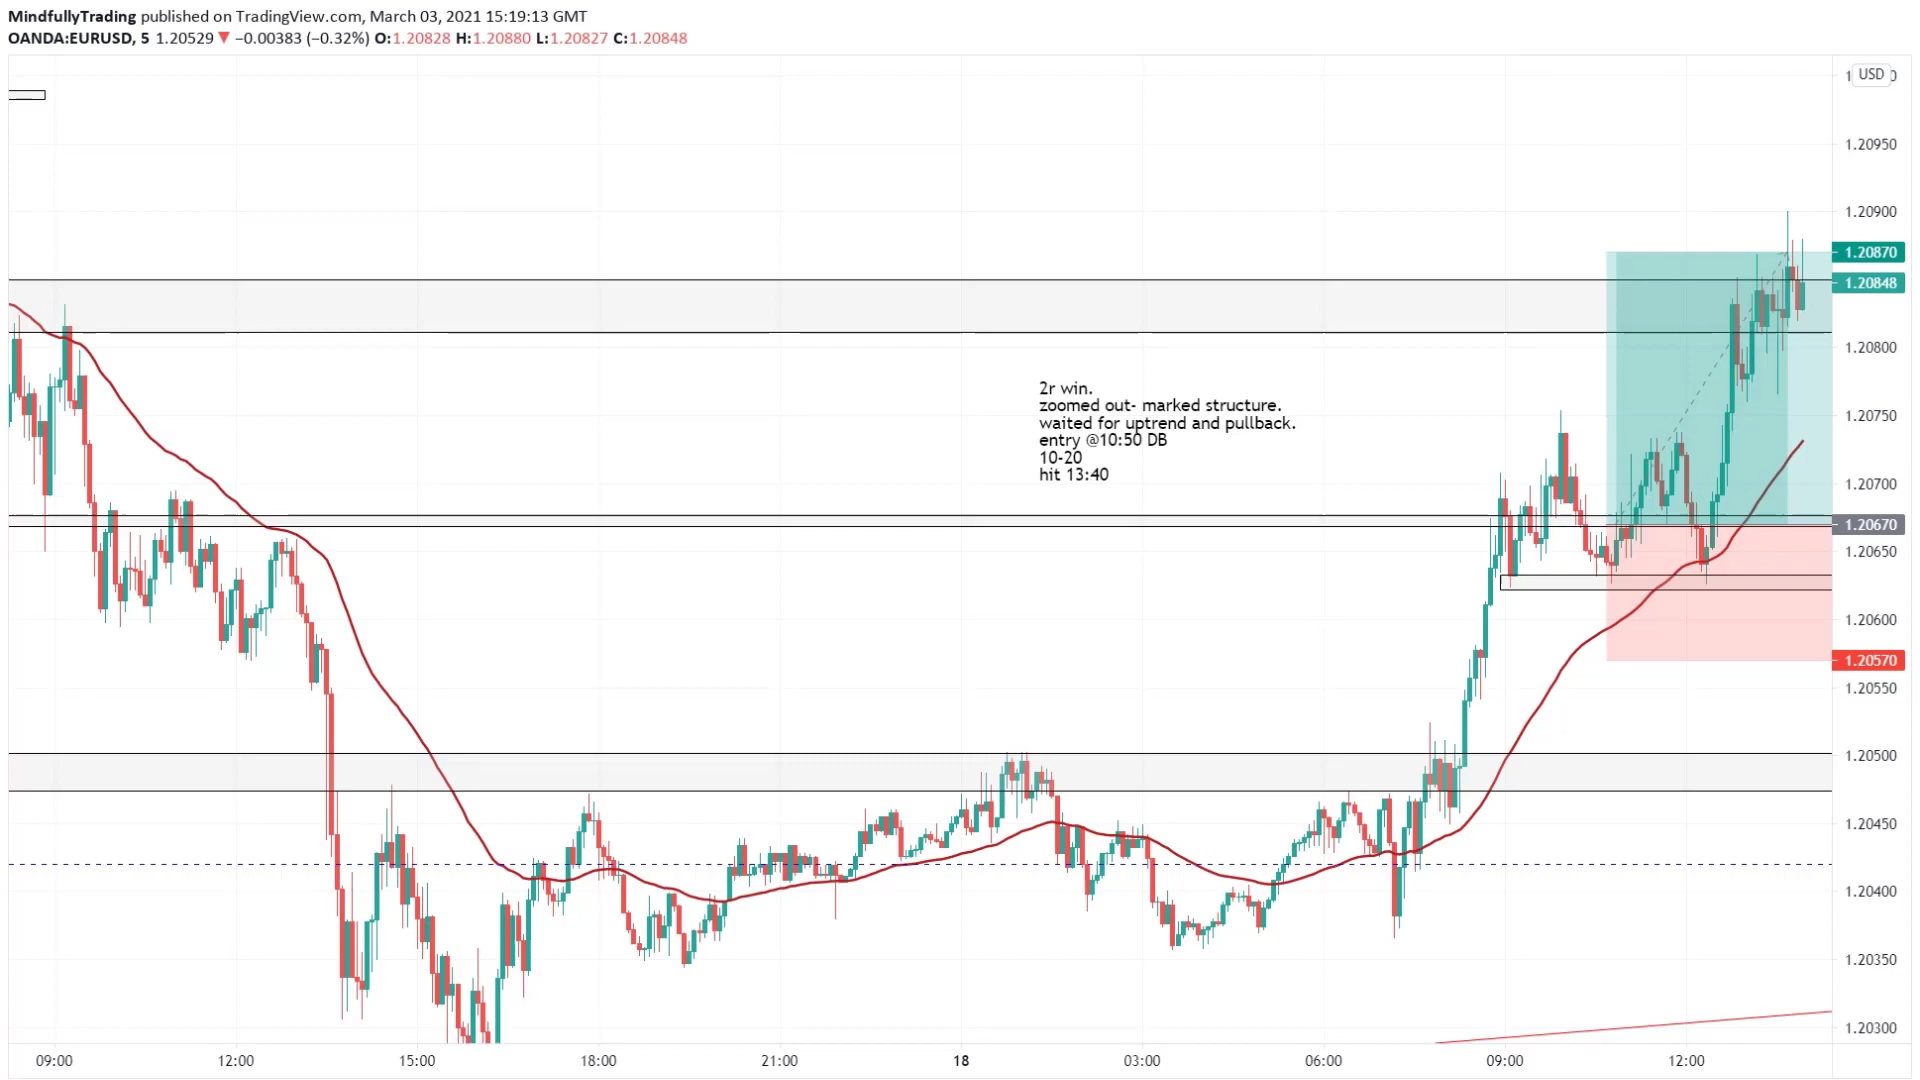 MindfullyTrading published on TradingView.com, March 03, 2021 15:19:13 GMT
OANDA:EURUSD, 5 1.20529 ▼ −0.00383 (−0.32%) O:1.20828 H:1.20880 L:1.20827 C:1.20848
USD
1.20950
1.20900
1.20870
1.20848
1.20800
2r win.
zoomed out- marked structure.
waited for uptrend and pullback.
entry @10:50 DB
10-20
hit 13:40
1.20750
1.20700
1.20670
1.20650
1.20600
1.20570
1.20550
1.20500
1.20450
1.20400
1.20350
1.20300
09:00 12:00 15:00 18:00 21:00 18 03:00 06:00 09:00 12:00